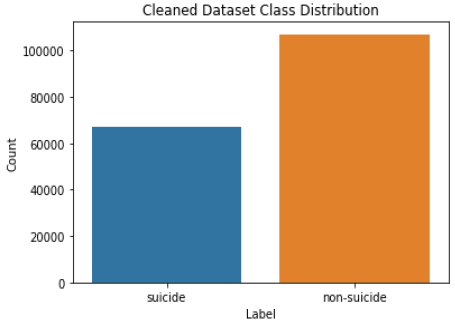 Cleaned Dataset Class Distribution
100000
80000
60000
40000
20000
0
Count
suicide
non-suicide
Label